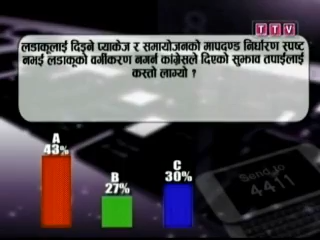 TTV
लडाकूलाई दिइने प्याकेज र समायोजनको मापदण्ड निर्धारण स्पष्ट
नभई लडाकूको वर्गीकरण नगर्न कांग्रेसले दिएको सुझाव तपाईलाई
कस्तो लाग्यो ?
A
43%
B
27%
C
30%
Send to
4411